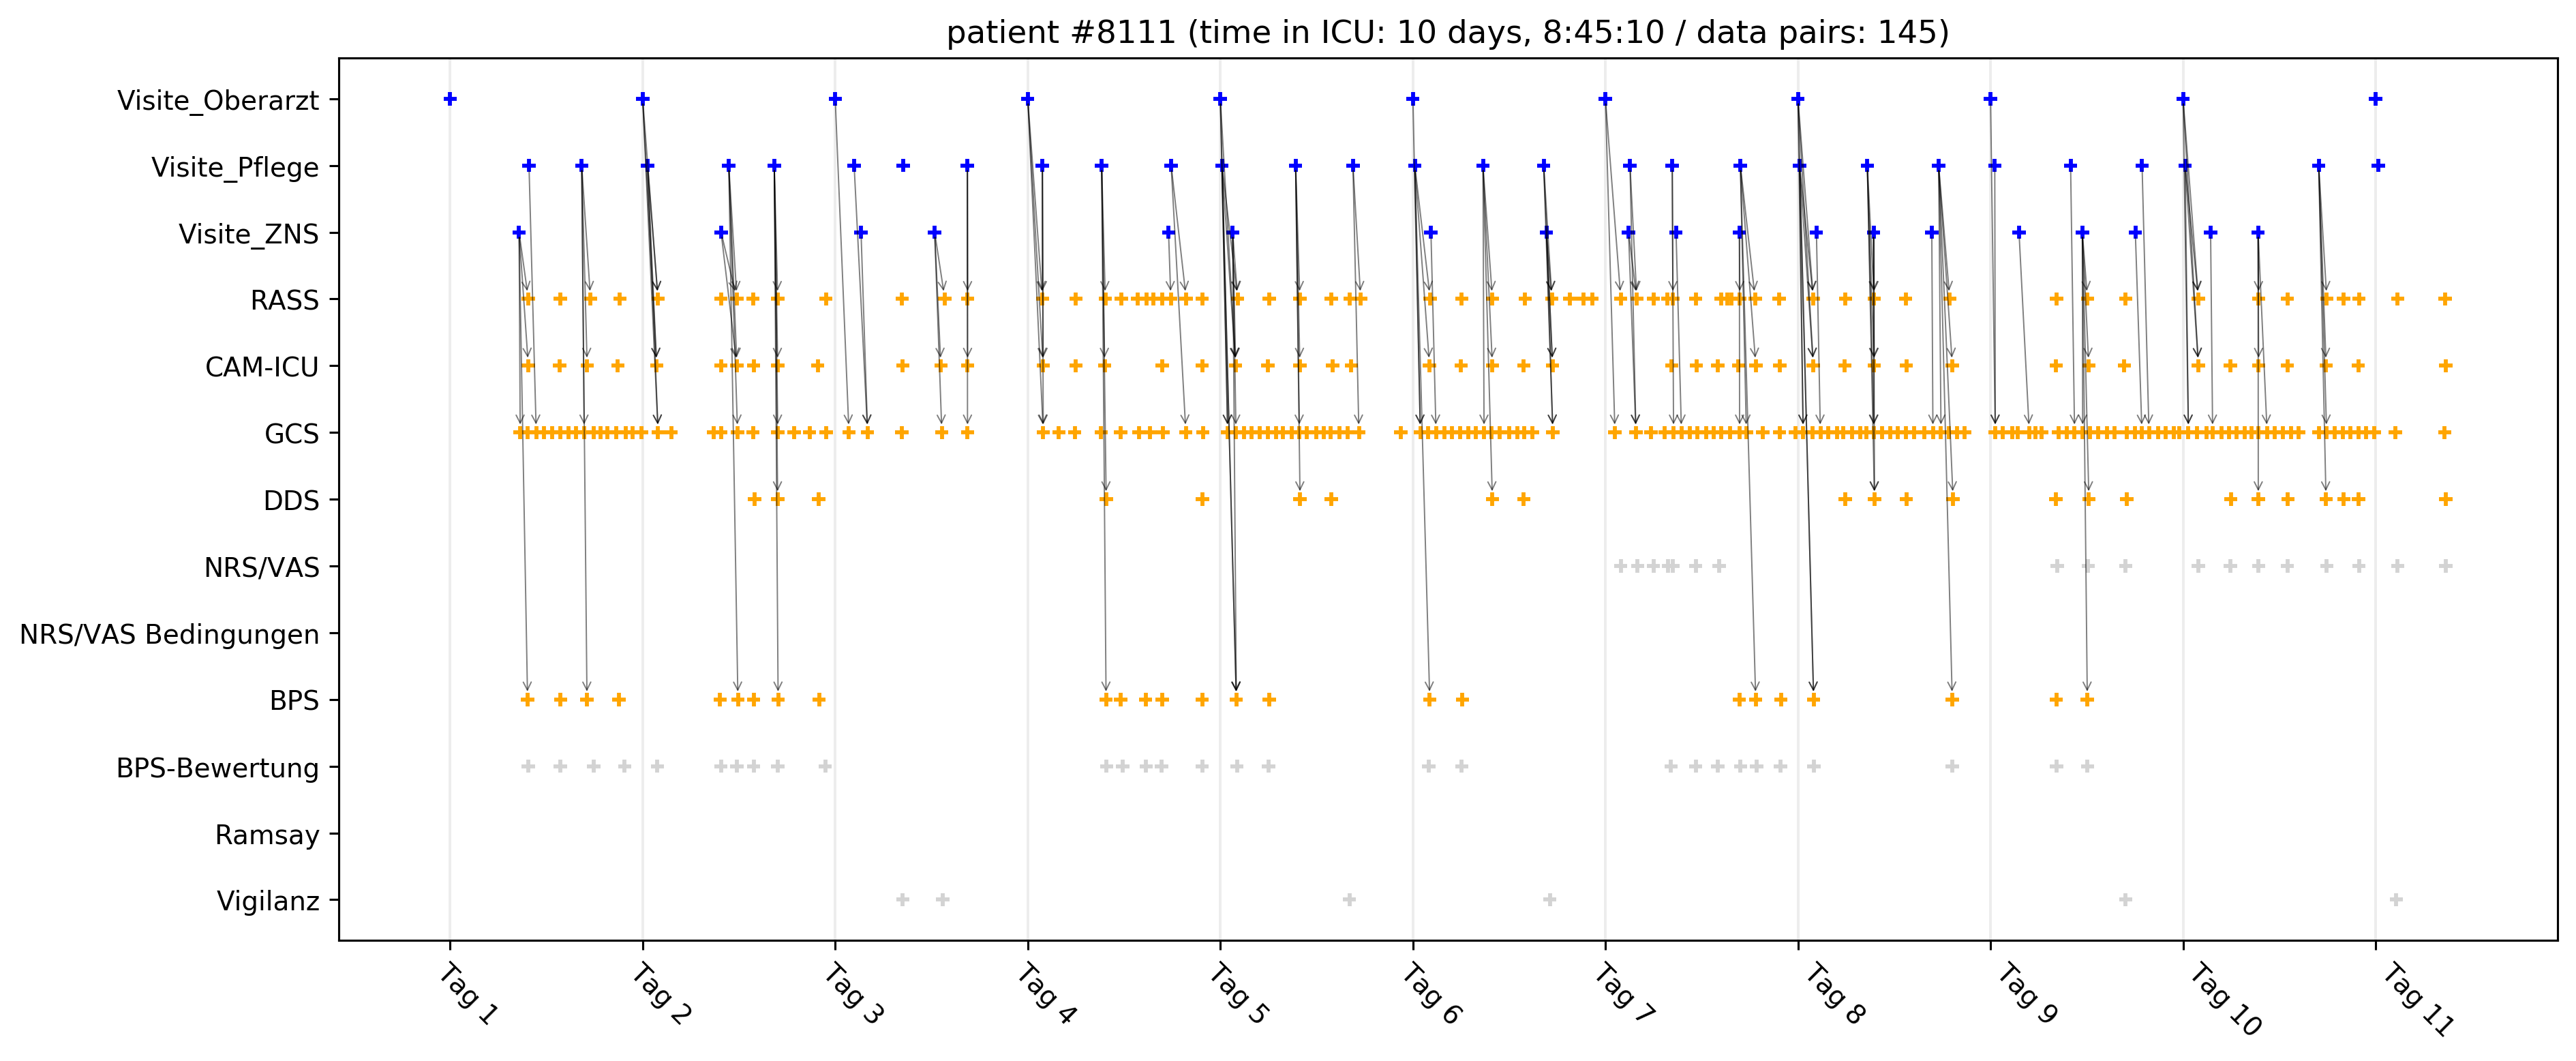 patient #8111 (time in ICU: 10 days, 8:45:10 / data pairs: 145)
Visite_Oberarzt
Visite_Pflege
Visite_ZNS
RASS
CAM-ICU
GCS
DDS
NRS/VAS
NRS/VAS Bedingungen
BPS
BPS-Bewertung
Ramsay
Vigilanz
Tag 1
Tag 2
Tag 3
Tag 4
Tag 5
Tag 6
Tag 7
Tag 8
Tag 9
Tag 10
Tag 11